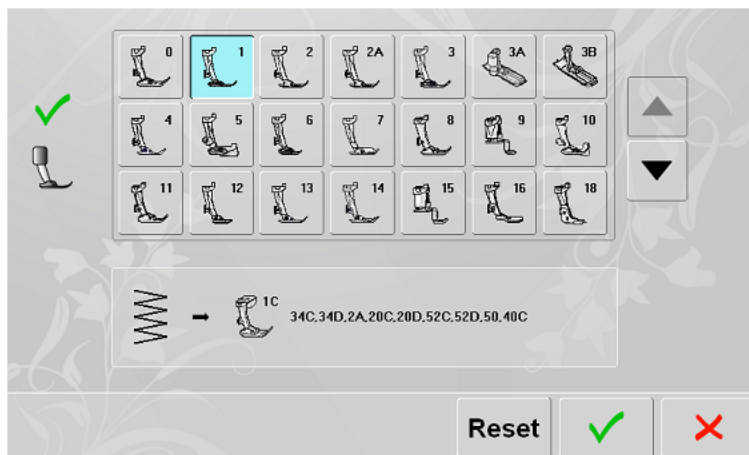 0 1 2 2A 3 3A 3B
4 5 6 7 8 9 10
11 12 13 14 15 16 18
1C 34C,34D,2A,20C,20D,52C,52D,50,40C
Reset